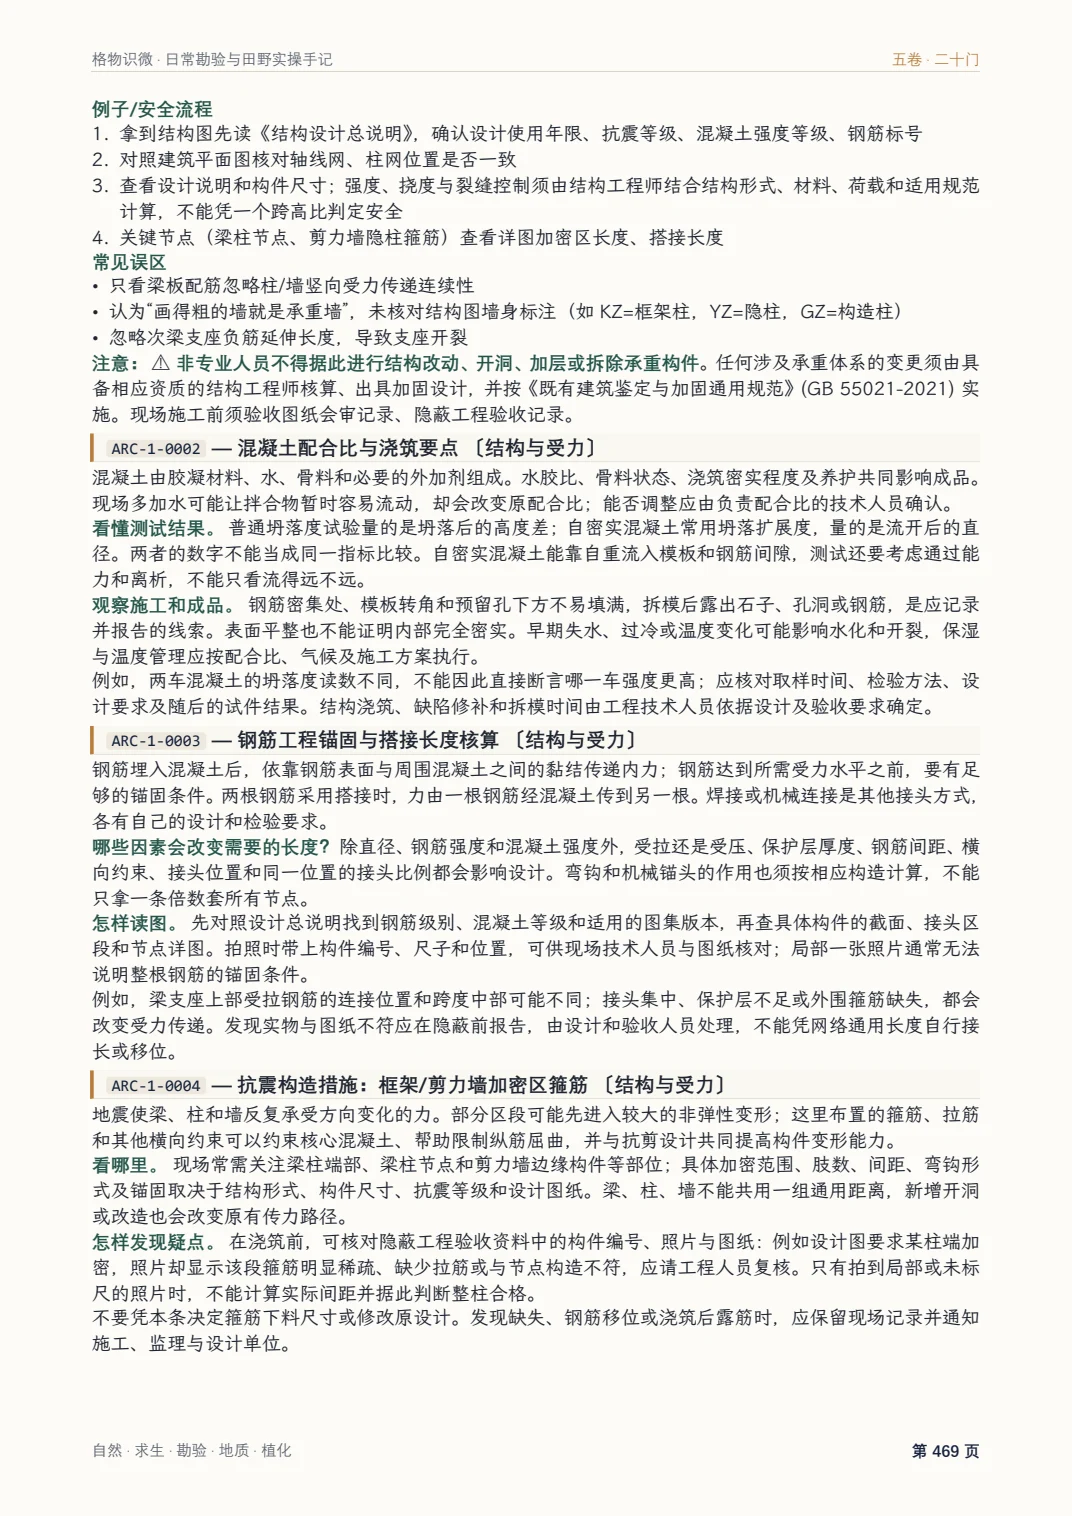 格物识微 · 日常勘验与田野实操手记
五卷 · 二十门
例子/安全流程
1. 拿到结构图先读《结构设计总说明》，确认设计使用年限、抗震等级、混凝土强度等级、钢筋标号
2. 对照建筑平面图核对轴线网、柱网位置是否一致
3. 查看设计说明和构件尺寸；强度、挠度与裂缝控制须由结构工程师结合结构形式、材料、荷载和适用规范
计算，不能凭一个跨高比判定安全
4. 关键节点（梁柱节点、剪力墙隐柱箍筋）查看详图加密区长度、搭接长度
常见误区
• 只看梁板配筋忽略柱/墙竖向受力传递连续性
• 认为“画得粗的墙就是承重墙”，未核对结构图墙身标注（如 KZ=框架柱，YZ=隐柱，GZ=构造柱）
• 忽略次梁支座负筋延伸长度，导致支座开裂
注意：⚠ 非专业人员不得据此进行结构改动、开洞、加层或拆除承重构件。任何涉及承重体系的变更须由具
备相应资质的结构工程师核算、出具加固设计，并按《既有建筑鉴定与加固通用规范》(GB 55021-2021) 实
施。现场施工前须验收图纸会审记录、隐蔽工程验收记录。
ARC-1-0002 — 混凝土配合比与浇筑要点 〔结构与受力〕
混凝土由胶凝材料、水、骨料和必要的外加剂组成。水胶比、骨料状态、浇筑密实程度及养护共同影响成品。
现场多加水可能让拌合物暂时容易流动，却会改变原配合比；能否调整应由负责配合比的技术人员确认。
看懂测试结果。 普通坍落度试验量的是坍落后的高度差；自密实混凝土常用坍落扩展度，量的是流开后的直
径。两者的数字不能当成同一指标比较。自密实混凝土能靠自重流入模板和钢筋间隙，测试还要考虑通过能
力和离析，不能只看流得远不远。
观察施工和成品。 钢筋密集处、模板转角和预留孔下方不易填满，拆模后露出石子、孔洞或钢筋，是应记录
并报告的线索。表面平整也不能证明内部完全密实。早期失水、过冷或温度变化可能影响水化和开裂，保湿
与温度管理应按配合比、气候及施工方案执行。
例如，两车混凝土的坍落度读数不同，不能因此直接断言哪一车强度更高；应核对取样时间、检验方法、设
计要求及随后的试件结果。结构浇筑、缺陷修补和拆模时间由工程技术人员依据设计及验收要求确定。
ARC-1-0003 — 钢筋工程锚固与搭接长度核算 〔结构与受力〕
钢筋埋入混凝土后，依靠钢筋表面与周围混凝土之间的黏结传递内力；钢筋达到所需受力水平之前，要有足
够的锚固条件。两根钢筋采用搭接时，力由一根钢筋经混凝土传到另一根。焊接或机械连接是其他接头方式，
各有自己的设计和检验要求。
哪些因素会改变需要的长度？ 除直径、钢筋强度和混凝土强度外，受拉还是受压、保护层厚度、钢筋间距、横
向约束、接头位置和同一位置的接头比例都会影响设计。弯钩和机械锚头的作用也须按相应构造计算，不能
只拿一条倍数套所有节点。
怎样读图。 先对照设计总说明找到钢筋级别、混凝土等级和适用的图集版本，再查具体构件的截面、接头区
段和节点详图。拍照时带上构件编号、尺子和位置，可供现场技术人员与图纸核对；局部一张照片通常无法
说明整根钢筋的锚固条件。
例如，梁支座上部受拉钢筋的连接位置和跨度中部可能不同；接头集中、保护层不足或外围箍筋缺失，都会
改变受力传递。发现实物与图纸不符应在隐蔽前报告，由设计和验收人员处理，不能凭网络通用长度自行接
长或移位。
ARC-1-0004 — 抗震构造措施：框架/剪力墙加密区箍筋 〔结构与受力〕
地震使梁、柱和墙反复承受方向变化的力。部分区段可能先进入较大的非弹性变形；这里布置的箍筋、拉筋
和其他横向约束可以约束核心混凝土、帮助限制纵筋屈曲，并与抗剪设计共同提高构件变形能力。
看哪里。 现场常需关注梁柱端部、梁柱节点和剪力墙边缘构件等部位；具体加密范围、肢数、间距、弯钩形
式及锚固取决于结构形式、构件尺寸、抗震等级和设计图纸。梁、柱、墙不能共用一组通用距离，新增开洞
或改造也会改变原有传力路径。
怎样发现疑点。 在浇筑前，可核对隐蔽工程验收资料中的构件编号、照片与图纸：例如设计图要求某柱端加
密，照片却显示该段箍筋明显稀疏、缺少拉筋或与节点构造不符，应请工程人员复核。只有拍到局部或未标
尺的照片时，不能计算实际间距并据此判断整柱合格。
不要凭本条决定箍筋下料尺寸或修改原设计。发现缺失、钢筋移位或浇筑后露筋时，应保留现场记录并通知
施工、监理与设计单位。
自然 · 求生 · 勘验 · 地质 · 植化
第 469 页